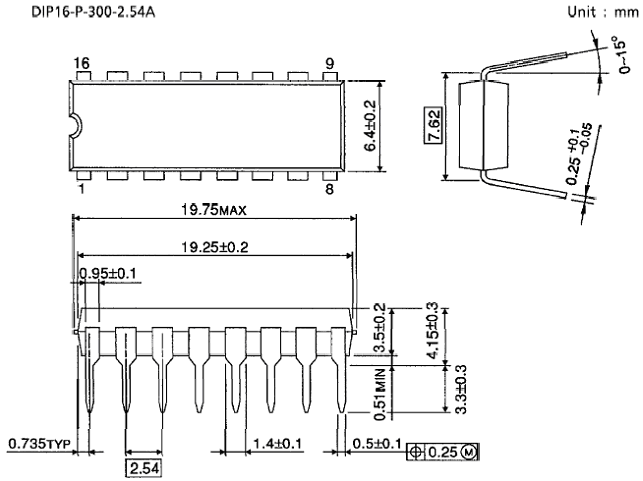 DIP16-P-300-2.54A
Unit : mm
16
9
1
8
6.4±0.2
7.62
0~15°
0.25 +0.1 -0.05
19.75MAX
19.25±0.2
0.95±0.1
3.5±0.2
4.15±0.3
0.51MIN
3.3±0.3
0.735TYP
2.54
1.4±0.1
0.5±0.1
⌖ 0.25 Ⓜ